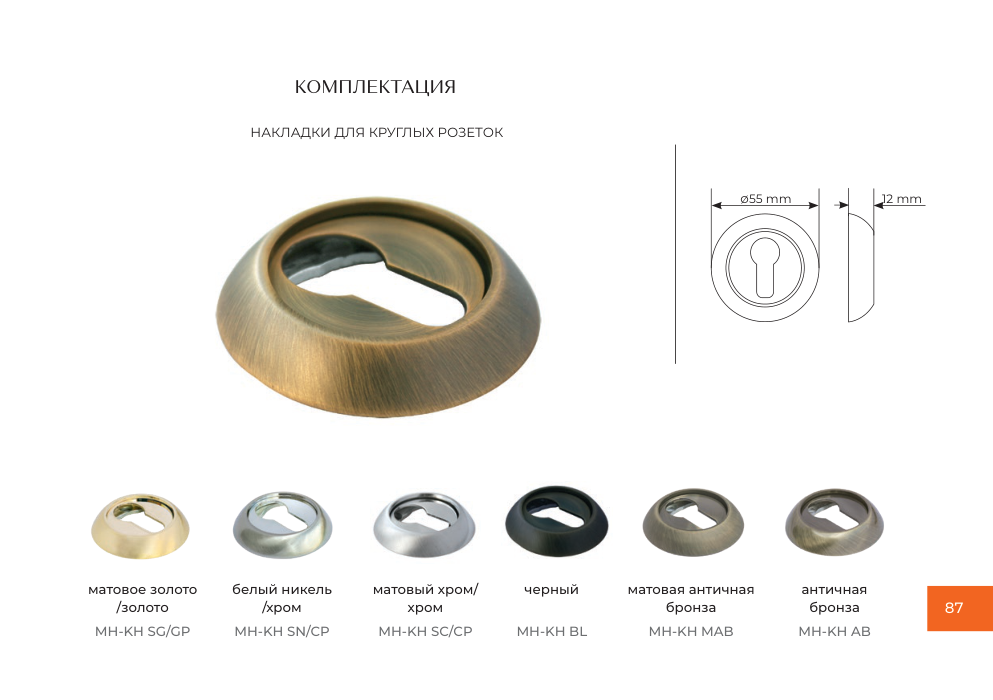 КОМПЛЕКТАЦИЯ
НАКЛАДКИ ДЛЯ КРУГЛЫХ РОЗЕТОК
⌀55 mm
12 mm
матовое золото
/золото
MH-KH SG/GP
белый никель
/хром
MH-KH SN/CP
матовый хром/
хром
MH-KH SC/CP
черный
MH-KH BL
матовая античная
бронза
MH-KH MAB
античная
бронза
MH-KH AB
87